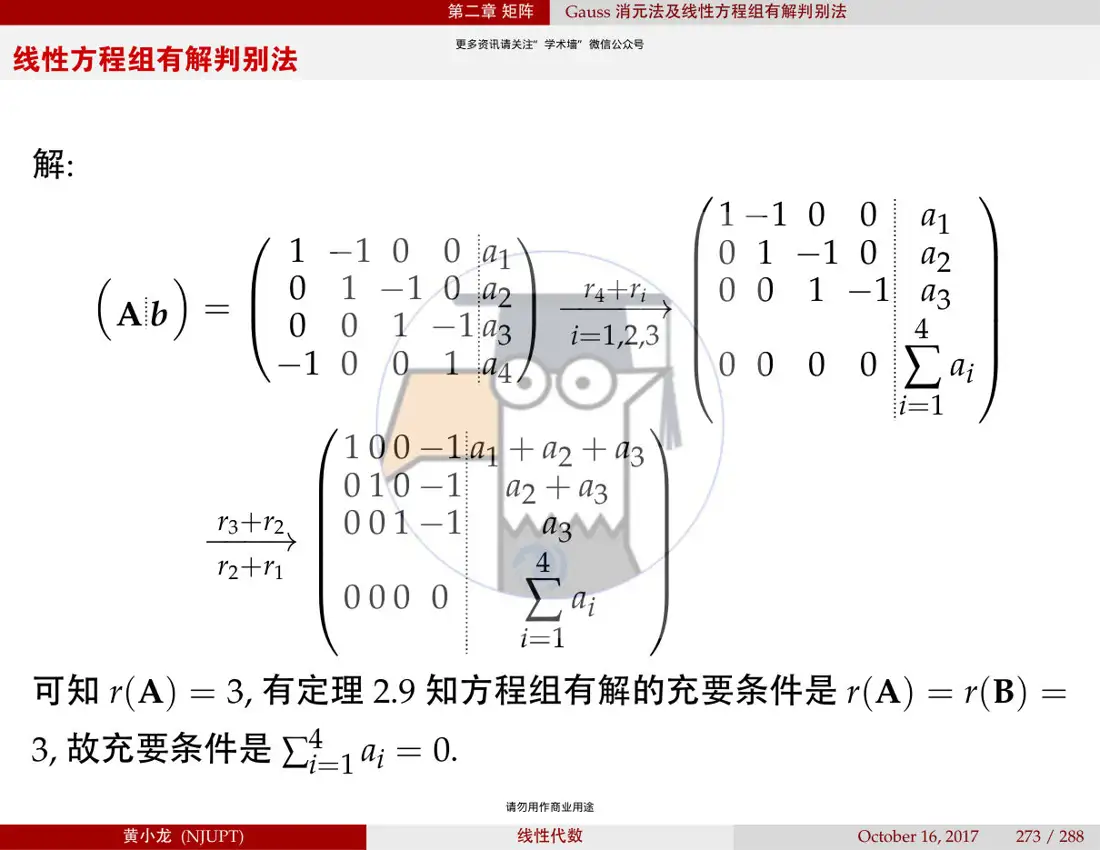 第二章 矩阵 Gauss 消元法及线性方程组有解判别法
更多资讯请关注“学术墙”微信公众号
线性方程组有解判别法
解:
(A⋮b) = 
1 −1 0 0 a₁
0 1 −1 0 a₂
0 0 1 −1 a₃
−1 0 0 1 a₄
r₄+rᵢ
i=1,2,3
1 −1 0 0 a₁
0 1 −1 0 a₂
0 0 1 −1 a₃
0 0 0 0 ∑⁴ᵢ₌₁ aᵢ
r₃+r₂
r₂+r₁
1 0 0 −1 a₁ + a₂ + a₃
0 1 0 −1 a₂ + a₃
0 0 1 −1 a₃
0 0 0 0 ∑⁴ᵢ₌₁ aᵢ
可知 r(A) = 3, 有定理 2.9 知方程组有解的充要条件是 r(A) = r(B) =
3, 故充要条件是 ∑⁴ᵢ₌₁ aᵢ = 0.
请勿用作商业用途
黄小龙 (NJUPT) 线性代数 October 16, 2017 273 / 288